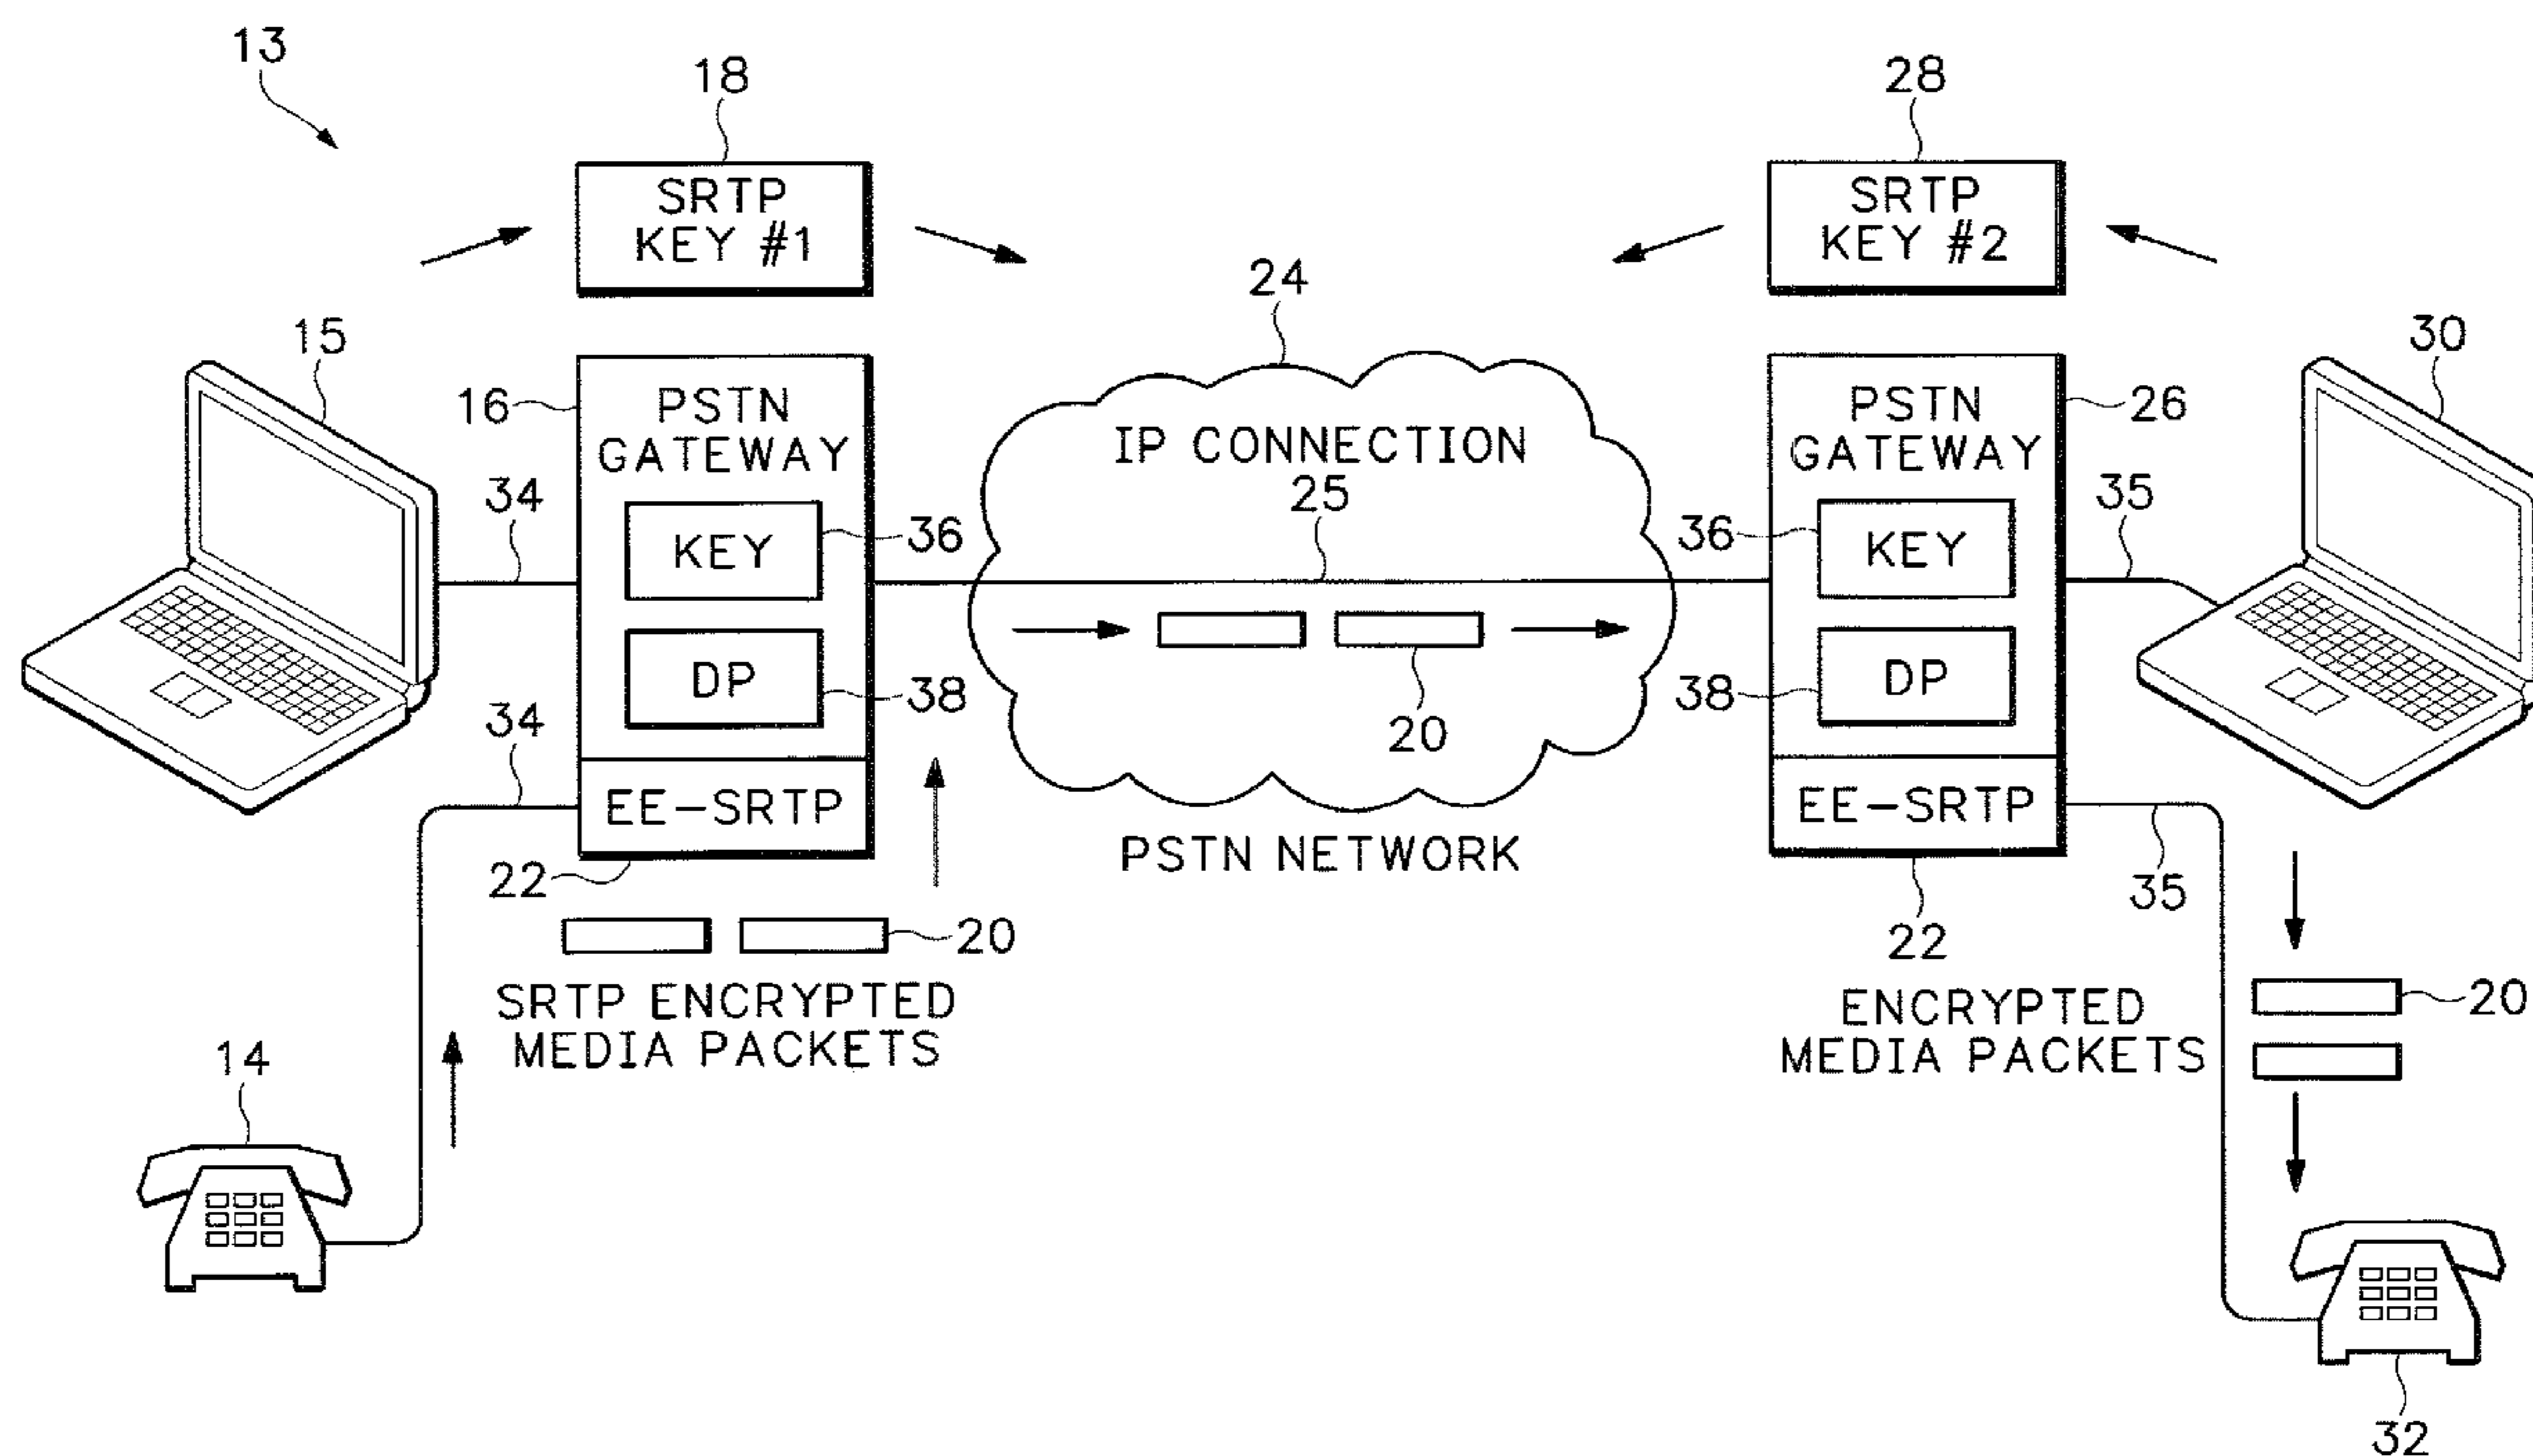 13
18
SRTP
KEY #1
28
SRTP
KEY #2
24
15
30
16
PSTN
GATEWAY
34
KEY
36
DP
38
34
EE-SRTP
22
IP CONNECTION
25
20
PSTN NETWORK
PSTN
GATEWAY
26
36
KEY
35
38
DP
EE-SRTP
35
22
20
SRTP ENCRYPTED
MEDIA PACKETS
14
ENCRYPTED
MEDIA PACKETS
20
32